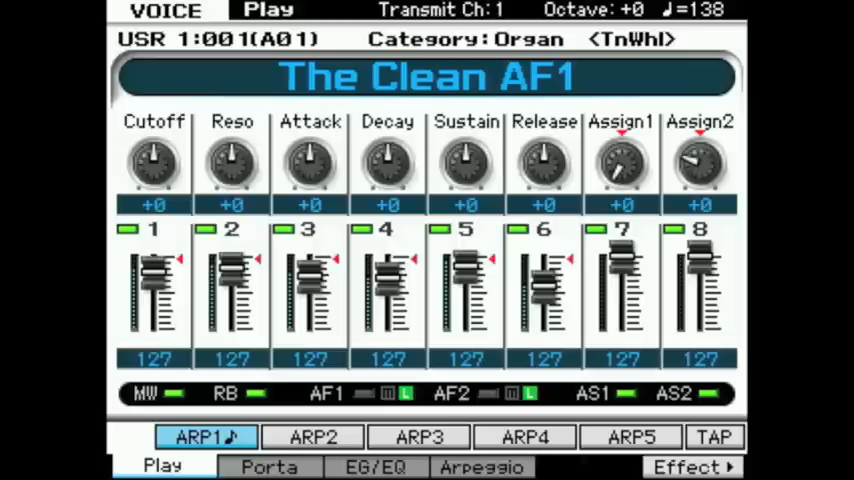 VOICE Play Transmit Ch:1 Octave:+0 ♩=138
USR 1:001(A01) Category:Organ <TnWhl>
The Clean AF1
Cutoff Reso Attack Decay Sustain Release Assign1 Assign2
+0 +0 +0 +0 +0 +0 +0 +0
1 2 3 4 5 6 7 8
127 127 127 127 127 127 127 127
MW RB AF1 m L AF2 m L AS1 AS2
ARP1♪ ARP2 ARP3 ARP4 ARP5 TAP
Play Porta EG/EQ Arpeggio Effect